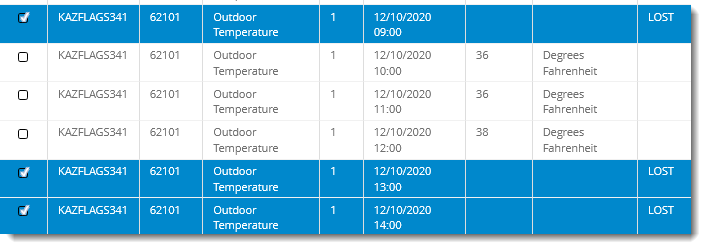 KAZFLAGS341 62101 Outdoor Temperature 1 12/10/2020 09:00 LOST
KAZFLAGS341 62101 Outdoor Temperature 1 12/10/2020 10:00 36 Degrees Fahrenheit
KAZFLAGS341 62101 Outdoor Temperature 1 12/10/2020 11:00 36 Degrees Fahrenheit
KAZFLAGS341 62101 Outdoor Temperature 1 12/10/2020 12:00 38 Degrees Fahrenheit
KAZFLAGS341 62101 Outdoor Temperature 1 12/10/2020 13:00 LOST
KAZFLAGS341 62101 Outdoor Temperature 1 12/10/2020 14:00 LOST